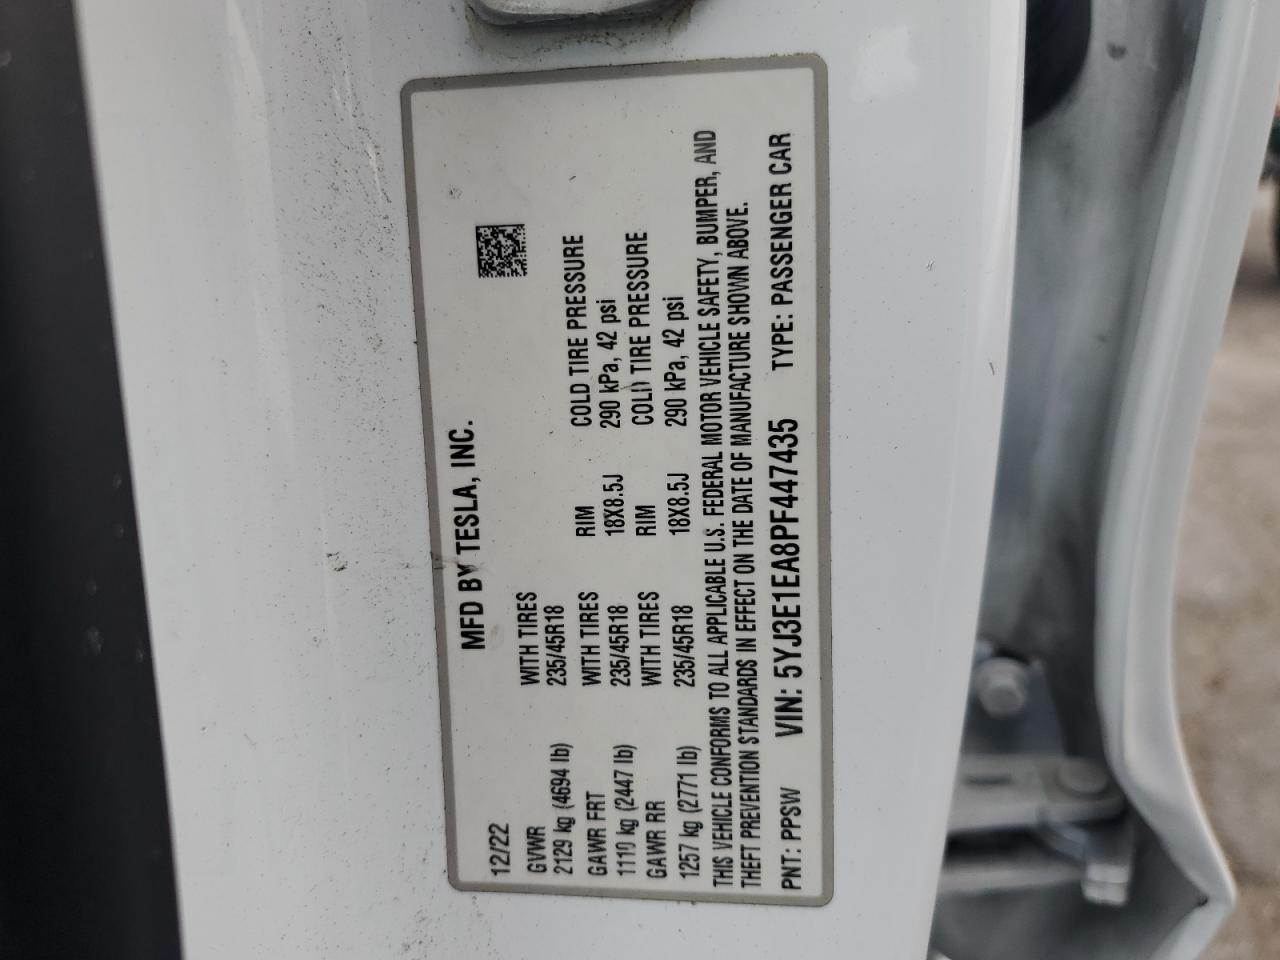 MFD BY TESLA, INC.
12/22
GVWR WITH TIRES
2129 kg (4694 lb) 235/45R18 RIM COLD TIRE PRESSURE
GAWR FRT WITH TIRES 18X8.5J 290 kPa, 42 psi
1110 kg (2447 lb) 235/45R18 RIM COLD TIRE PRESSURE
GAWR RR WITH TIRES 18X8.5J 290 kPa, 42 psi
1257 kg (2771 lb) 235/45R18
THIS VEHICLE CONFORMS TO ALL APPLICABLE U.S. FEDERAL MOTOR VEHICLE SAFETY, BUMPER, AND
THEFT PREVENTION STANDARDS IN EFFECT ON THE DATE OF MANUFACTURE SHOWN ABOVE.
PNT: PPSW VIN: 5YJ3E1EA8PF447435 TYPE: PASSENGER CAR